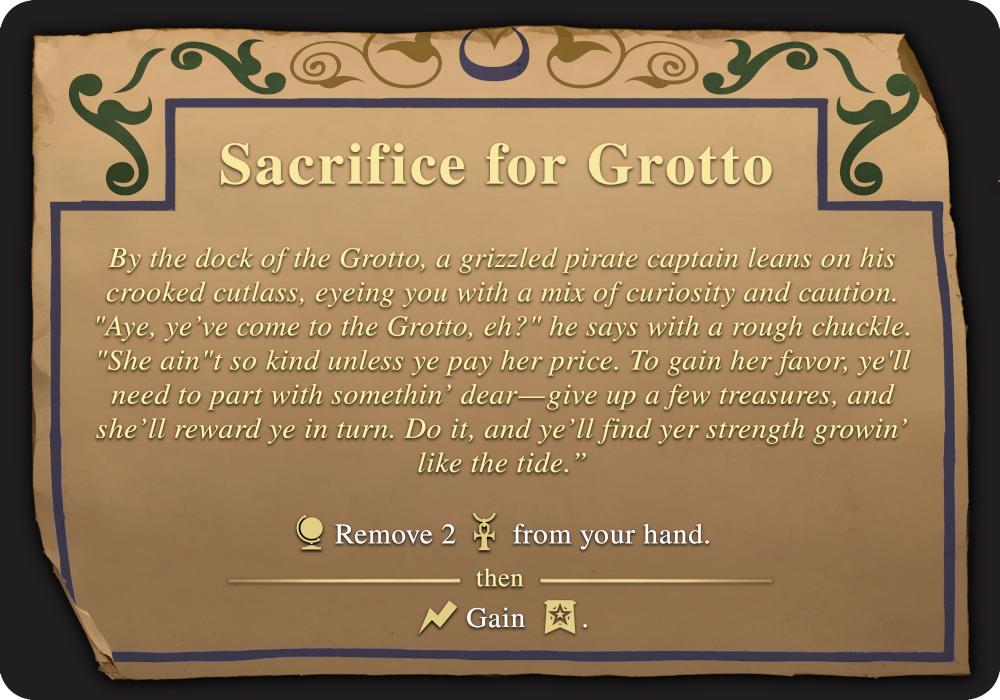 Sacrifice for Grotto
By the dock of the Grotto, a grizzled pirate captain leans on his
crooked cutlass, eyeing you with a mix of curiosity and caution.
"Aye, ye’ve come to the Grotto, eh?" he says with a rough chuckle.
"She ain"t so kind unless ye pay her price. To gain her favor, ye'll
need to part with somethin’ dear—give up a few treasures, and
she’ll reward ye in turn. Do it, and ye’ll find yer strength growin’
like the tide.”
Remove 2 from your hand.
then
Gain .